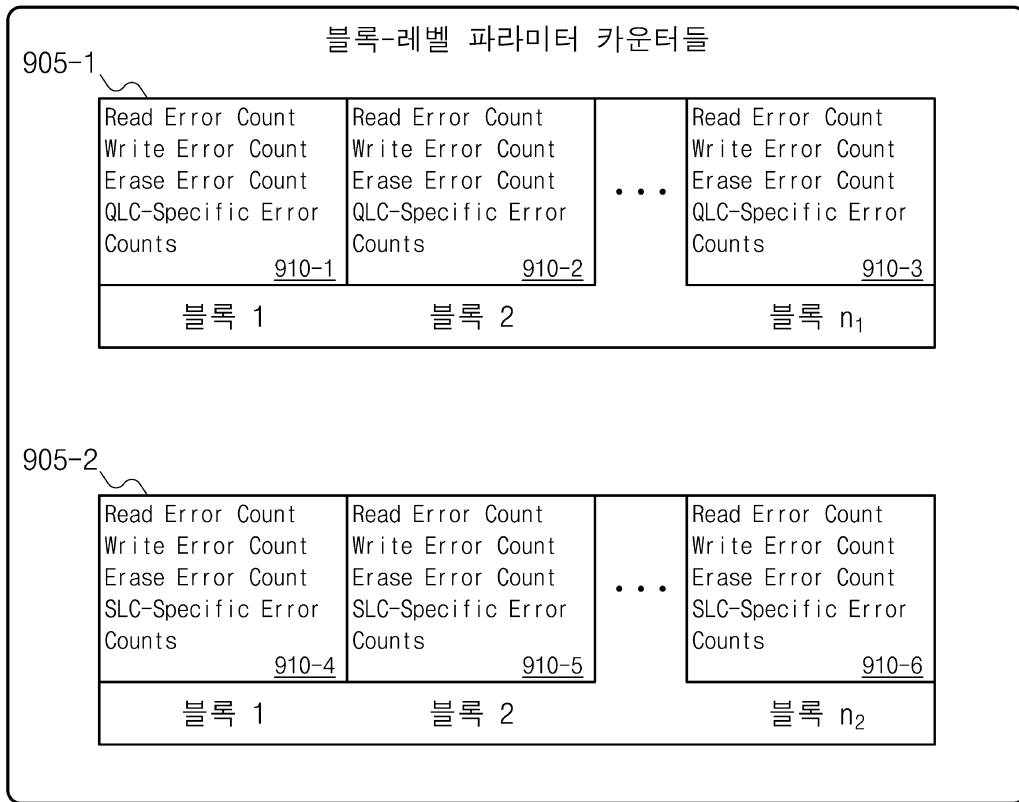 블록-레벨 파라미터 카운터들
905-1
Read Error Count
Write Error Count
Erase Error Count
QLC-Specific Error
Counts
910-1
블록 1
Read Error Count
Write Error Count
Erase Error Count
QLC-Specific Error
Counts
910-2
블록 2
...
Read Error Count
Write Error Count
Erase Error Count
QLC-Specific Error
Counts
910-3
블록 n₁
905-2
Read Error Count
Write Error Count
Erase Error Count
SLC-Specific Error
Counts
910-4
블록 1
Read Error Count
Write Error Count
Erase Error Count
SLC-Specific Error
Counts
910-5
블록 2
...
Read Error Count
Write Error Count
Erase Error Count
SLC-Specific Error
Counts
910-6
블록 n₂